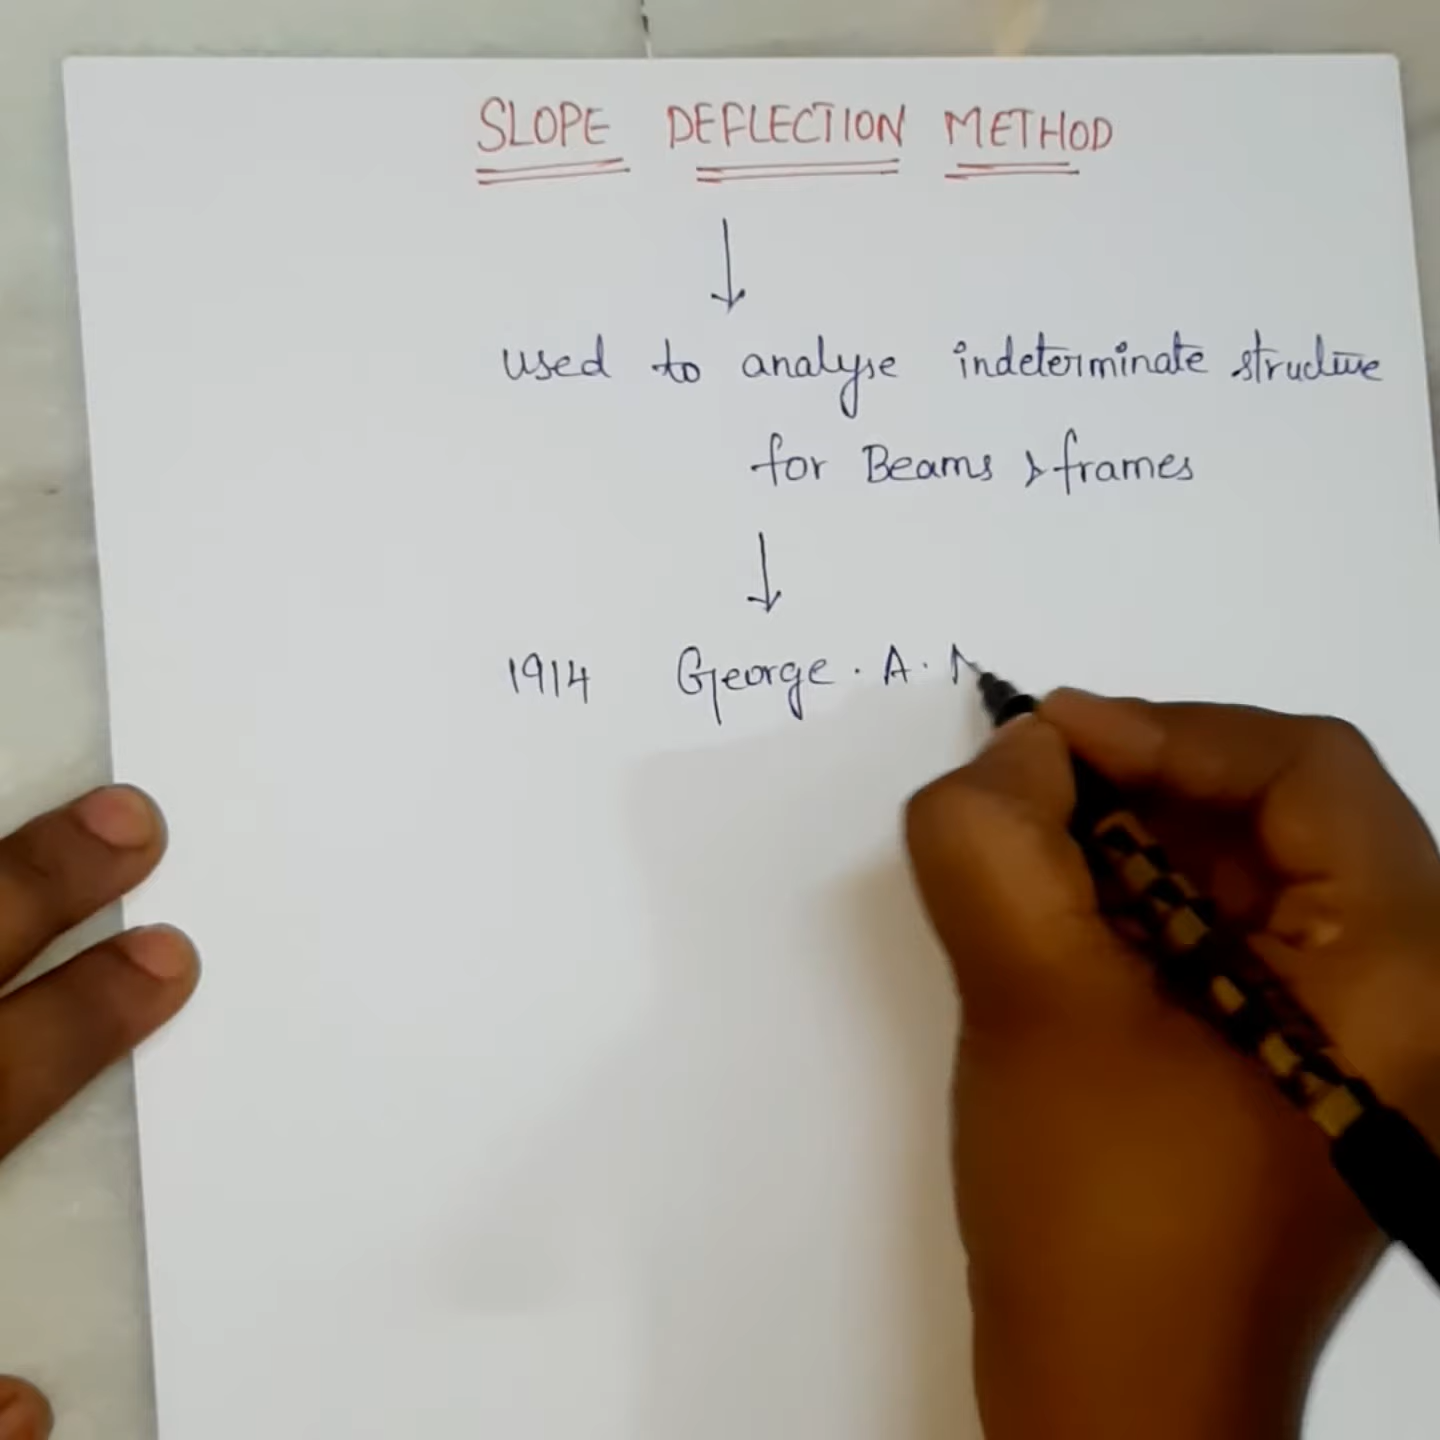 SLOPE DEFLECTION METHOD
used to analyse indeterminate structure
for Beams & frames
1914 George. A.